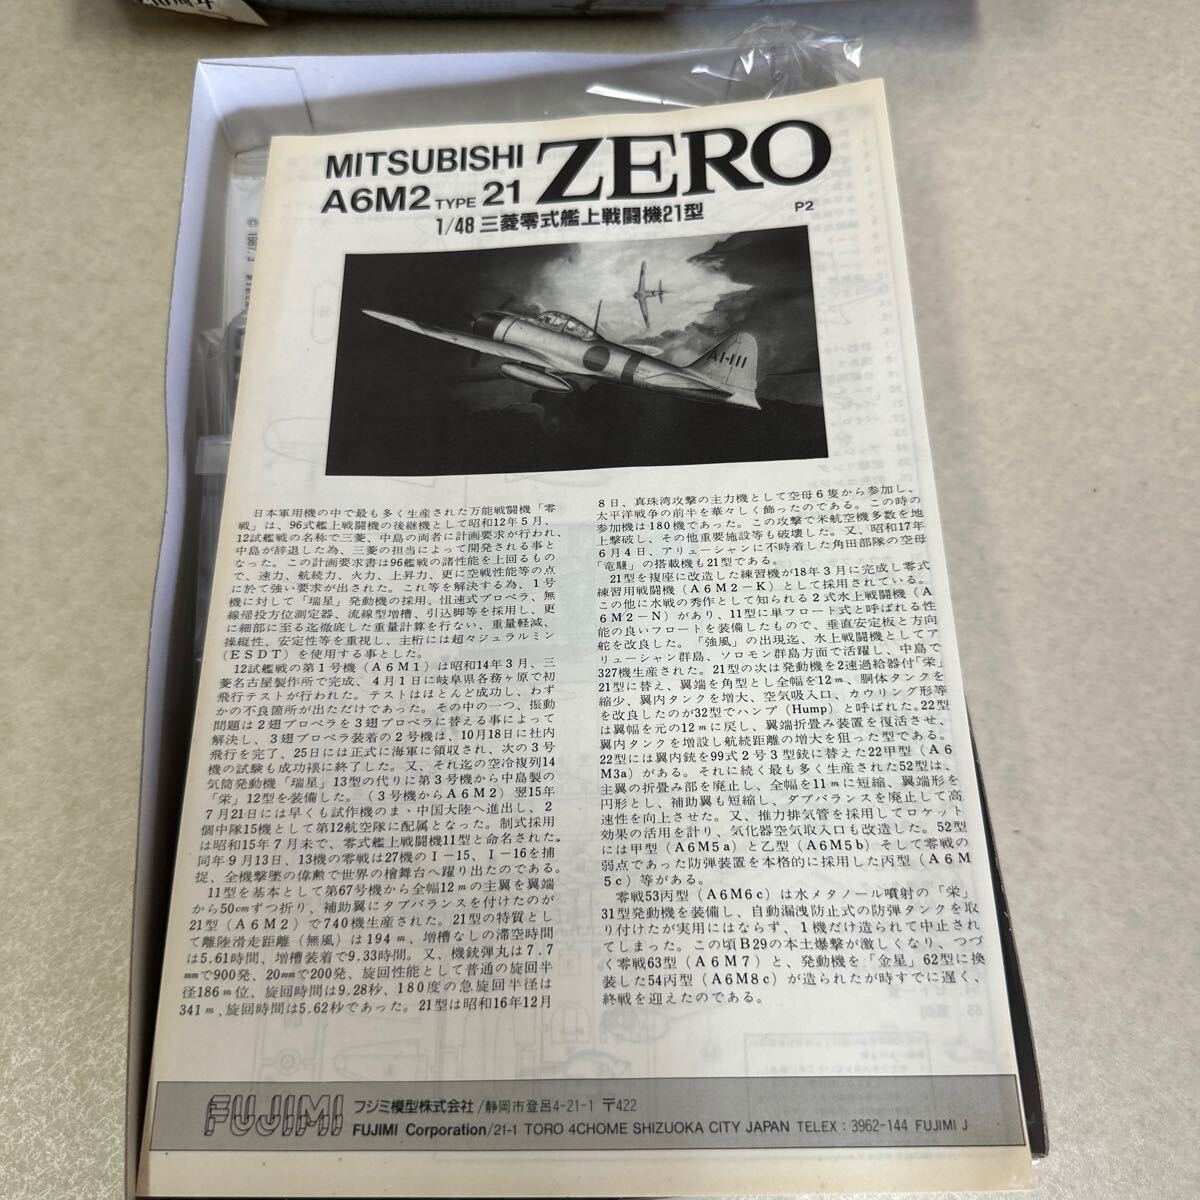 10周年
© 1987.3
MITSUBISHI
A6M2 TYPE 21
ZERO
1/48 三菱零式艦上戦闘機21型
P2
AI-111
日本軍用機の中で最も多く生産された万能戦闘機「零
戦」は、96式艦上戦闘機の後継機として昭和12年5月、
12試艦戦の名称で三菱、中島の両者に計画要求が行われ、
中島が辞退した為、三菱の担当によって開発される事と
なった。この計画要求書は96艦戦の諸性能を上回るもの
で、速力、航続力、火力、上昇力、更に空戦性能等の点
に於て強い要求が出された。これ等を解決する為、1号
機に対して「瑞星」発動機の採用、恒速式プロペラ、無
線帰投方位測定器、流線型増槽、引込脚等を採用し、更
に細部に至る迄徹底した重量計算を行ない、重量軽減、
操縦性、安定性等を重視し、主桁には超々ジュラルミン
(ESDT)を使用する事とした。
12試艦戦の第1号機(A6M1)は昭和14年3月、三
菱名古屋製作所で完成、4月1日に岐阜県各務ヶ原で初
飛行テストが行われた。テストはほとんど成功し、わず
かの不良箇所が出ただけであった。その中の一つ、振動
問題は2翅プロペラを3翅プロペラに替える事によって
解決し、3翅プロペラ装着の2号機は、10月18日に社内
飛行を完了、25日には正式に海軍に領収され、次の3号
機の試験も成功裡に終了した。又、それ迄の空冷複列14
気筒発動機「瑞星」13型の代りに第3号機から中島製の
「栄」12型を装備した。(3号機からA6M2)翌15年
7月21日には早くも試作機のまゝ中国大陸へ進出し、2
個中隊15機として第12航空隊に配属となった。制式採用
は昭和15年7月末で、零式艦上戦闘機11型と命名された。
同年9月13日、13機の零戦は27機のI-15、I-16を捕
捉、全機撃墜の偉勲で世界の檜舞台へ躍り出たのである。
11型を基本として第67号機から全幅12mの主翼を翼端
から50cmずつ折り、補助翼にタブバランスを付けたのが
21型(A6M2)で740機生産された。21型の特質とし
て離陸滑走距離(無風)は194m、増槽なしの滞空時間
は5.61時間、増槽装着で9.33時間。又、機銃弾丸は7.7
mmで900発、20mmで200発、旋回性能として普通の旋回半
径186m位、旋回時間は9.28秒、180度の急旋回半径は
341m、旋回時間は5.62秒であった。21型は昭和16年12月
8日、真珠湾攻撃の主力機として空母6隻から参加し、
太平洋戦争の前半を華々しく飾ったのである。この時の
参加機は180機であった。この攻撃で米航空機多数を地
上撃破し、その他重要施設等も破壊した。又、昭和17年
6月4日、アリューシャンに不時着した角田部隊の空母
「竜驤」の搭載機も21型である。
21型を複座に改造した練習機が18年3月に完成し零式
練習用戦闘機(A6M2-K)として採用されている。
この他に水戦の秀作として知られる2式水上戦闘機(A
6M2-N)があり、11型に単フロート式と呼ばれる性
能の良いフロートを装備したもので、垂直安定板と方向
舵を改良した。「強風」の出現迄、水上戦闘機としてア
リューシャン群島、ソロモン群島方面で活躍し、中島で
327機生産された。21型の次は発動機を2速過給器付「栄」
21型に替え、翼端を角型とし全幅を12m、胴体タンクを
縮少、翼内タンクを増大、空気吸入口、カウリング形等
を改良したのが32型でハンプ(Hump)と呼ばれた。22型
は翼幅を元の12mに戻し、翼端折畳み装置を復活させ、
翼内タンクを増設し航続距離の増大を狙った型である。
22型には翼内銃を99式2号3型銃に替えた22甲型(A6
M3a)がある。それに続く最も多く生産された52型は、
主翼の折畳み部を廃止し、全幅を11mに短縮、翼端形を
円形とし、補助翼も短縮し、タブバランスを廃止して高
速性を向上させた。又、推力排気管を採用してロケット
効果の活用を計り、気化器空気取入口も改造した。52型
には甲型(A6M5a)と乙型(A6M5b)そして零戦の
弱点であった防弾装置を本格的に採用した丙型(A6M
5c)等がある。
零戦53丙型(A6M6c)は水メタノール噴射の「栄」
31型発動機を装備し、自動漏洩防止式の防弾タンクを取
り付けたが実用にはならず、1機だけ造られて中止され
てしまった。この頃B29の本土爆撃が激しくなり、つづ
く零戦63型(A6M7)と、発動機を「金星」62型に換
装した54丙型(A6M8c)が造られたが時すでに遅く、
終戦を迎えたのである。
FUJIMI
フジミ模型株式会社/静岡市登呂4-21-1 〒422
FUJIMI Corporation/21-1 TORO 4CHOME SHIZUOKA CITY JAPAN TELEX : 3962-144 FUJIMI J